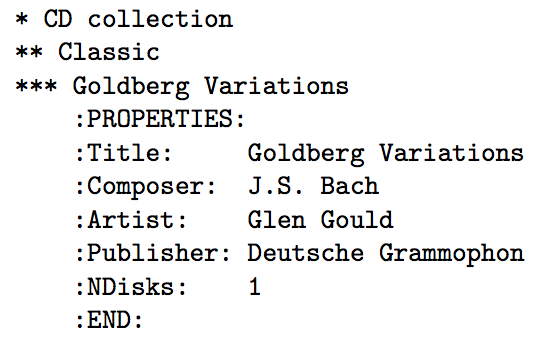 * CD collection
** Classic
*** Goldberg Variations
:PROPERTIES:
:Title: Goldberg Variations
:Composer: J.S. Bach
:Artist: Glen Gould
:Publisher: Deutsche Grammophon
:NDisks: 1
:END: